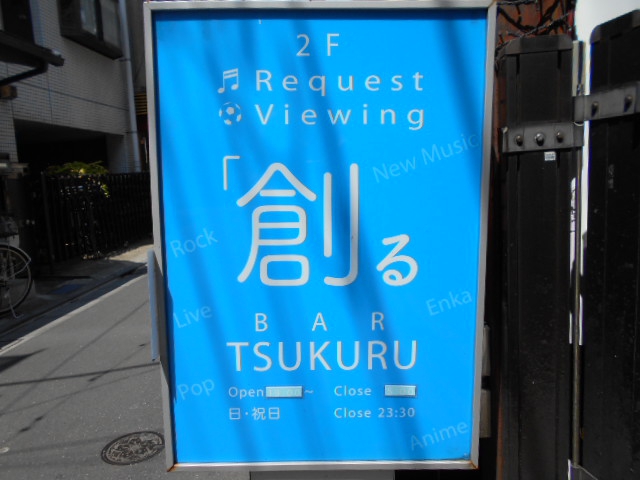 2F
Request
Viewing
New Music
「創る
Rock
Enka
Live
BAR
TSUKURU
Pop
Open ~ Close
日・祝日 Close 23:30
Anime